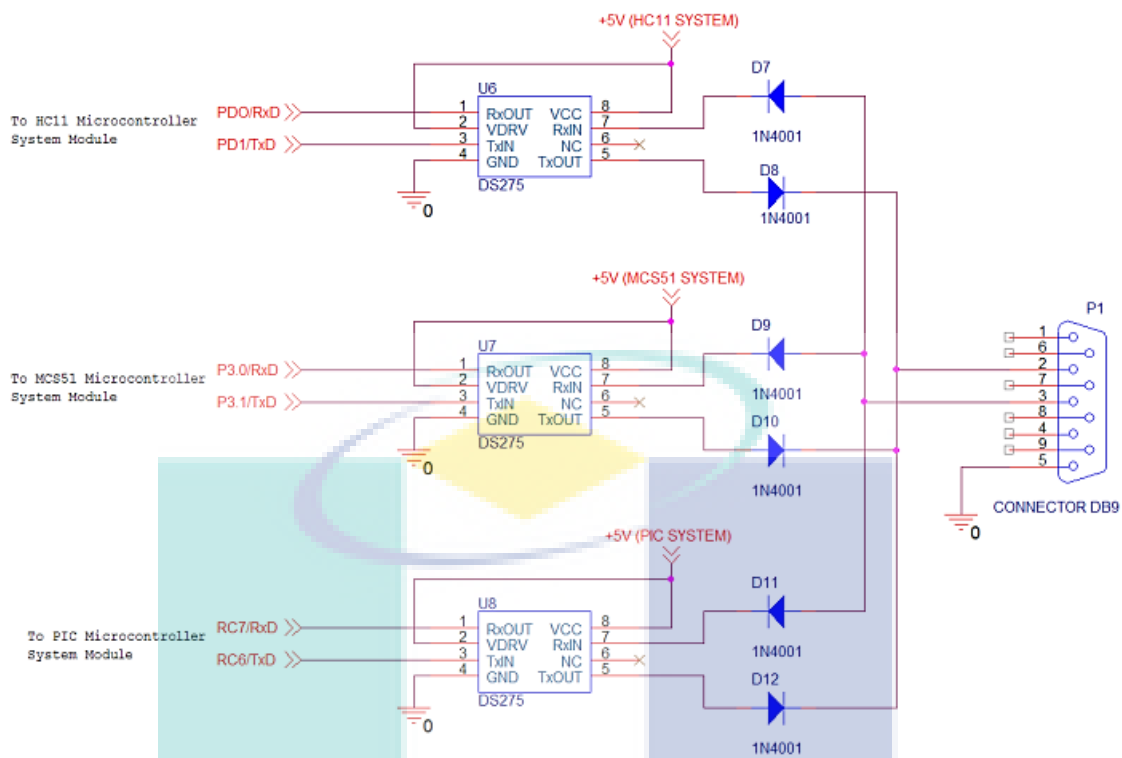 +5V (HC11 SYSTEM)
To HC11 Microcontroller
System Module
PD0/RxD
PD1/TxD
U6
1 RxOUT VCC 8
2 VDRV RxIN 7
3 TxIN NC 6
4 GND TxOUT 5
DS275
0
D7
1N4001
D8
1N4001
+5V (MCS51 SYSTEM)
To MCS51 Microcontroller
System Module
P3.0/RxD
P3.1/TxD
U7
1 RxOUT VCC 8
2 VDRV RxIN 7
3 TxIN NC 6
4 GND TxOUT 5
DS275
0
D9
1N4001
D10
1N4001
P1
1
6
2
7
3
8
4
9
5
CONNECTOR DB9
0
+5V (PIC SYSTEM)
To PIC Microcontroller
System Module
RC7/RxD
RC6/TxD
U8
1 RxOUT VCC 8
2 VDRV RxIN 7
3 TxIN NC 6
4 GND TxOUT 5
DS275
0
D11
1N4001
D12
1N4001